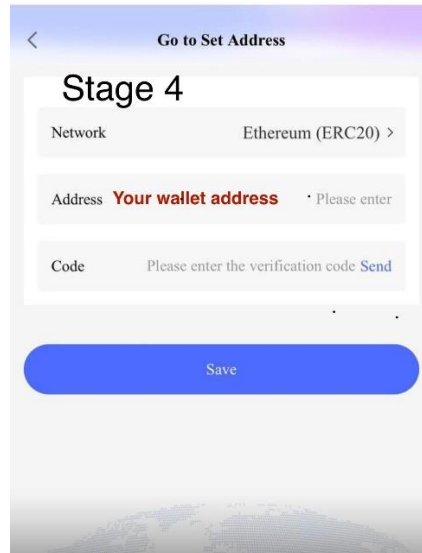 Go to Set Address
Stage 4
Network Ethereum (ERC20) >
Address Your wallet address Please enter
Code Please enter the verification code Send
Save